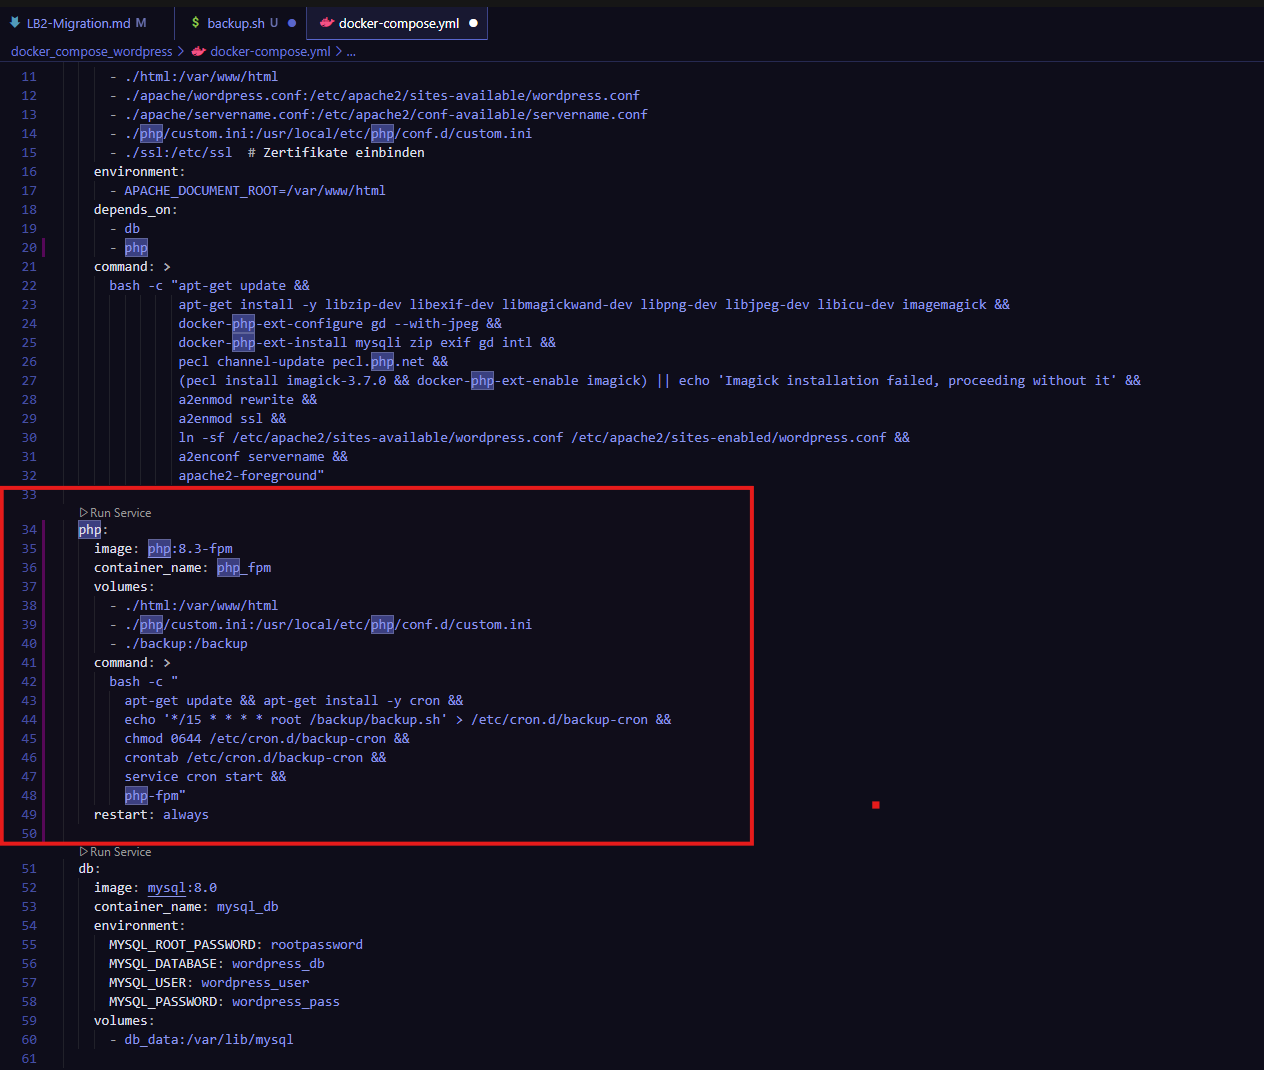 LB2-Migration.md M
$ backup.sh U
docker-compose.yml
docker_compose_wordpress > docker-compose.yml > ...
11 - ./html:/var/www/html
12 - ./apache/wordpress.conf:/etc/apache2/sites-available/wordpress.conf
13 - ./apache/servername.conf:/etc/apache2/conf-available/servername.conf
14 - ./php/custom.ini:/usr/local/etc/php/conf.d/custom.ini
15 - ./ssl:/etc/ssl  # Zertifikate einbinden
16 environment:
17 - APACHE_DOCUMENT_ROOT=/var/www/html
18 depends_on:
19 - db
20 - php
21 command: >
22 bash -c "apt-get update &&
23 apt-get install -y libzip-dev libexif-dev libmagickwand-dev libpng-dev libjpeg-dev libicu-dev imagemagick &&
24 docker-php-ext-configure gd --with-jpeg &&
25 docker-php-ext-install mysqli zip exif gd intl &&
26 pecl channel-update pecl.php.net &&
27 (pecl install imagick-3.7.0 && docker-php-ext-enable imagick) || echo 'Imagick installation failed, proceeding without it' &&
28 a2enmod rewrite &&
29 a2enmod ssl &&
30 ln -sf /etc/apache2/sites-available/wordpress.conf /etc/apache2/sites-enabled/wordpress.conf &&
31 a2enconf servername &&
32 apache2-foreground"
33
Run Service
34 php:
35 image: php:8.3-fpm
36 container_name: php_fpm
37 volumes:
38 - ./html:/var/www/html
39 - ./php/custom.ini:/usr/local/etc/php/conf.d/custom.ini
40 - ./backup:/backup
41 command: >
42 bash -c "
43 apt-get update && apt-get install -y cron &&
44 echo '*/15 * * * * root /backup/backup.sh' > /etc/cron.d/backup-cron &&
45 chmod 0644 /etc/cron.d/backup-cron &&
46 crontab /etc/cron.d/backup-cron &&
47 service cron start &&
48 php-fpm"
49 restart: always
50
Run Service
51 db:
52 image: mysql:8.0
53 container_name: mysql_db
54 environment:
55 MYSQL_ROOT_PASSWORD: rootpassword
56 MYSQL_DATABASE: wordpress_db
57 MYSQL_USER: wordpress_user
58 MYSQL_PASSWORD: wordpress_pass
59 volumes:
60 - db_data:/var/lib/mysql
61